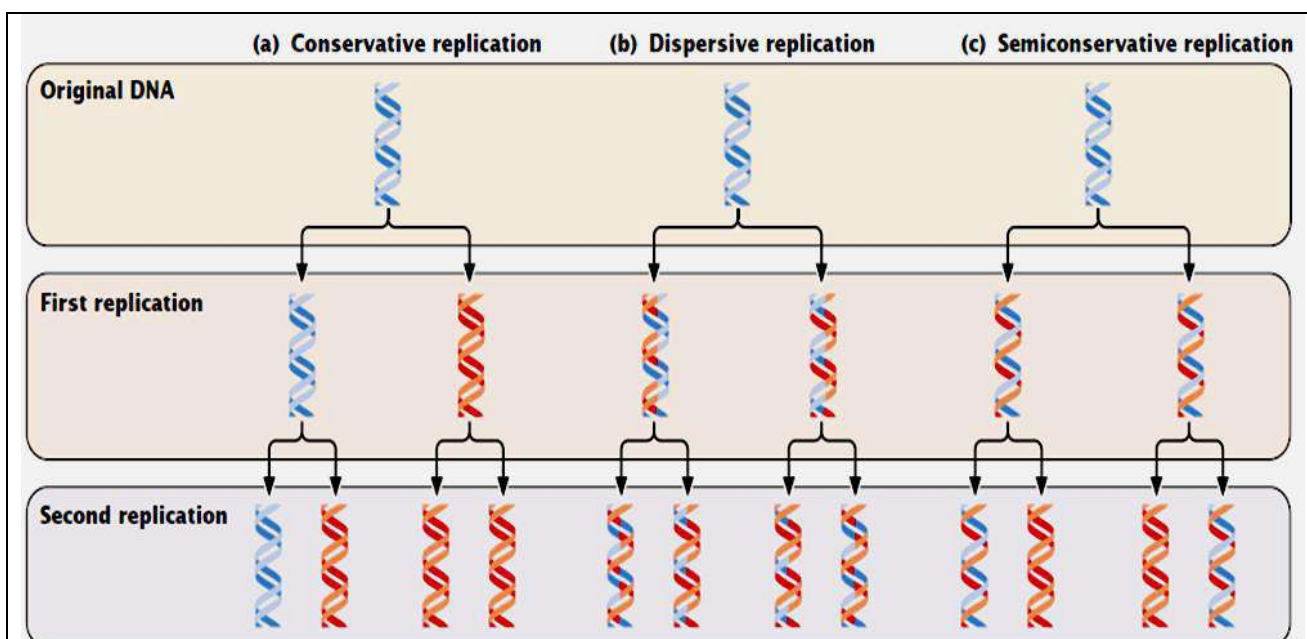 (a) Conservative replication (b) Dispersive replication (c) Semiconservative replication
Original DNA
First replication
Second replication